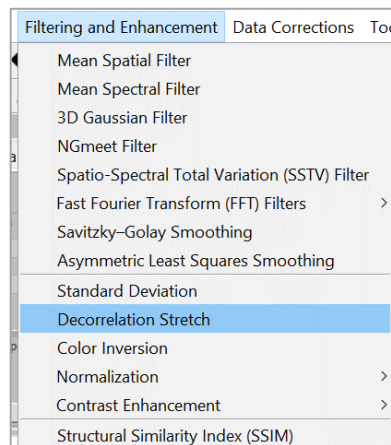 Filtering and Enhancement Data Corrections Too
Mean Spatial Filter
Mean Spectral Filter
3D Gaussian Filter
NGmeet Filter
Spatio-Spectral Total Variation (SSTV) Filter
Fast Fourier Transform (FFT) Filters
Savitzky–Golay Smoothing
Asymmetric Least Squares Smoothing
Standard Deviation
Decorrelation Stretch
Color Inversion
Normalization
Contrast Enhancement
Structural Similarity Index (SSIM)